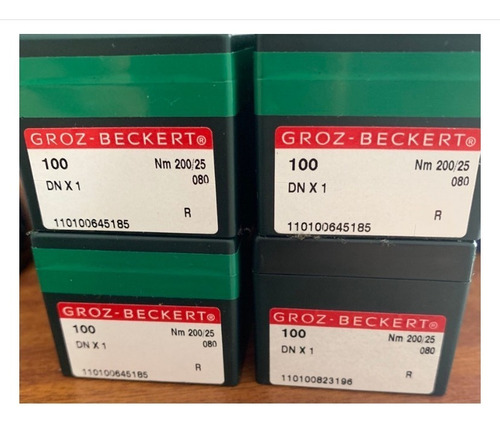 GROZ-BECKERT®
100 Nm 200/25
DN X 1 080
R
110100645185
GROZ-BECKERT®
100 Nm 200/25
DN X 1 080
R
110100645185
GROZ-BECKERT®
100 Nm 200/25
DN X 1 080
R
110100645185
GROZ-BECKERT®
100 Nm 200/25
DN X 1 080
R
110100823196